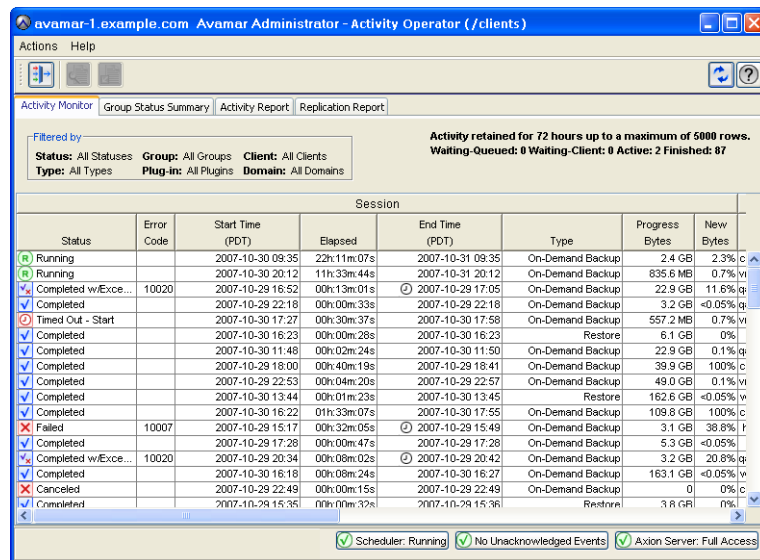 avamar-1.example.com Avamar Administrator - Activity Operator (/clients)
Actions Help
Activity Monitor Group Status Summary Activity Report Replication Report
Filtered by
Status: All Statuses Group: All Groups Client: All Clients
Type: All Types Plug-in: All Plugins Domain: All Domains
Activity retained for 72 hours up to a maximum of 5000 rows.
Waiting-Queued: 0 Waiting-Client: 0 Active: 2 Finished: 87
Session
Status Error Code Start Time (PDT) Elapsed End Time (PDT) Type Progress Bytes New Bytes
R Running 2007-10-30 09:35 22h:11m:07s 2007-10-31 09:35 On-Demand Backup 2.4 GB 2.3% c
R Running 2007-10-30 20:12 11h:33m:44s 2007-10-31 20:12 On-Demand Backup 835.6 MB 0.7%
Completed w/Exce... 10020 2007-10-29 16:52 00h:13m:01s 2007-10-29 17:05 On-Demand Backup 22.9 GB 11.6%
Completed 2007-10-29 22:18 00h:00m:33s 2007-10-29 22:18 On-Demand Backup 3.2 GB <0.05%
Timed Out - Start 2007-10-30 17:27 00h:30m:37s 2007-10-30 17:58 On-Demand Backup 557.2 MB 0.7%
Completed 2007-10-30 16:23 00h:00m:28s 2007-10-30 16:23 Restore 6.1 GB 0%
Completed 2007-10-30 11:48 00h:02m:24s 2007-10-30 11:50 On-Demand Backup 22.9 GB 0.1%
Completed 2007-10-29 18:00 00h:40m:19s 2007-10-29 18:41 On-Demand Backup 39.9 GB 100% c
Completed 2007-10-29 22:53 00h:04m:20s 2007-10-29 22:57 On-Demand Backup 49.0 GB 0.1%
Completed 2007-10-30 13:44 00h:01m:23s 2007-10-30 13:45 Restore 162.6 GB <0.05%
Completed 2007-10-30 16:22 01h:33m:07s 2007-10-30 17:55 On-Demand Backup 109.8 GB 100% c
Failed 10007 2007-10-29 15:17 00h:32m:05s 2007-10-29 15:49 On-Demand Backup 3.1 GB 38.8%
Completed 2007-10-29 17:28 00h:00m:47s 2007-10-29 17:28 On-Demand Backup 5.3 GB <0.05%
Completed w/Exce... 10020 2007-10-29 20:34 00h:08m:02s 2007-10-29 20:42 On-Demand Backup 3.2 GB 20.8%
Completed 2007-10-30 16:18 00h:08m:24s 2007-10-30 16:27 On-Demand Backup 163.1 GB <0.05%
Canceled 2007-10-29 22:49 00h:00m:15s 2007-10-29 22:49 On-Demand Backup 0 0% c
Completed 2007-10-29 15:35 00h:00m:32s 2007-10-29 15:36 Restore 3.8 GB 0%
Scheduler: Running No Unacknowledged Events Axion Server: Full Access